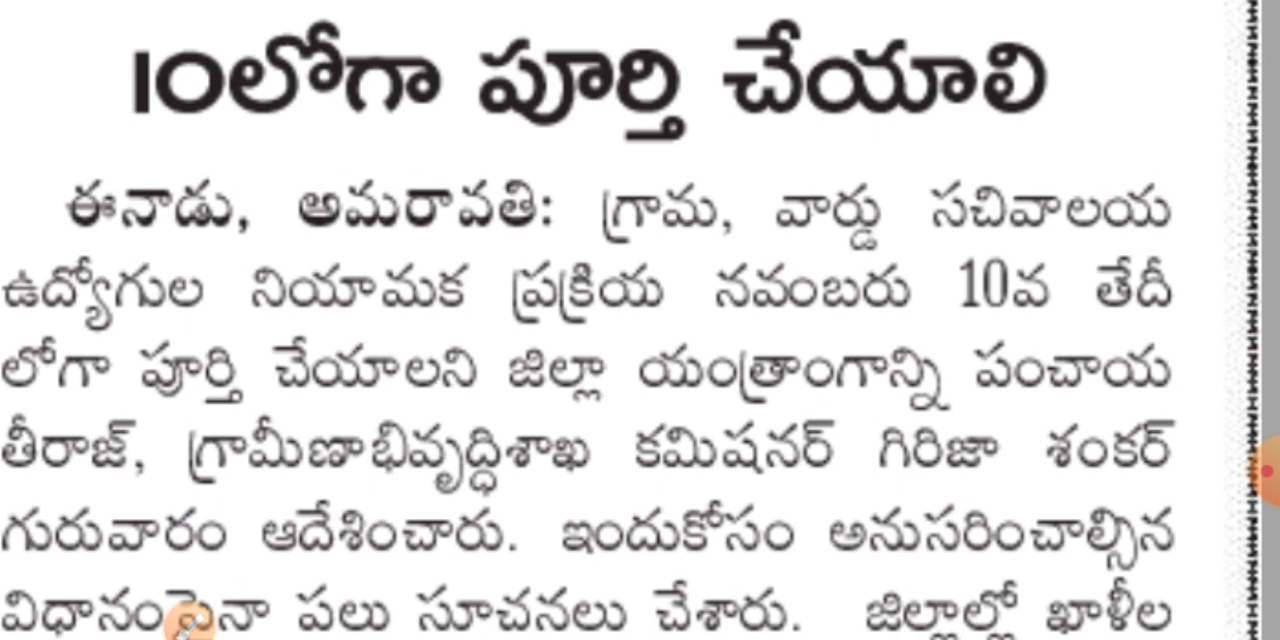 10లోగా పూర్తి చేయాలి
ఈనాడు, అమరావతి: గ్రామ, వార్డు సచివాలయ
ఉద్యోగుల నియామక ప్రక్రియ నవంబరు 10వ తేదీ
లోగా పూర్తి చేయాలని జిల్లా యంత్రాంగాన్ని పంచాయ
తీరాజ్, గ్రామీణాభివృద్ధిశాఖ కమిషనర్ గిరిజా శంకర్
గురువారం ఆదేశించారు. ఇందుకోసం అనుసరించాల్సిన
విధానంపైనా పలు సూచనలు చేశారు. జిల్లాల్లో ఖాళీల